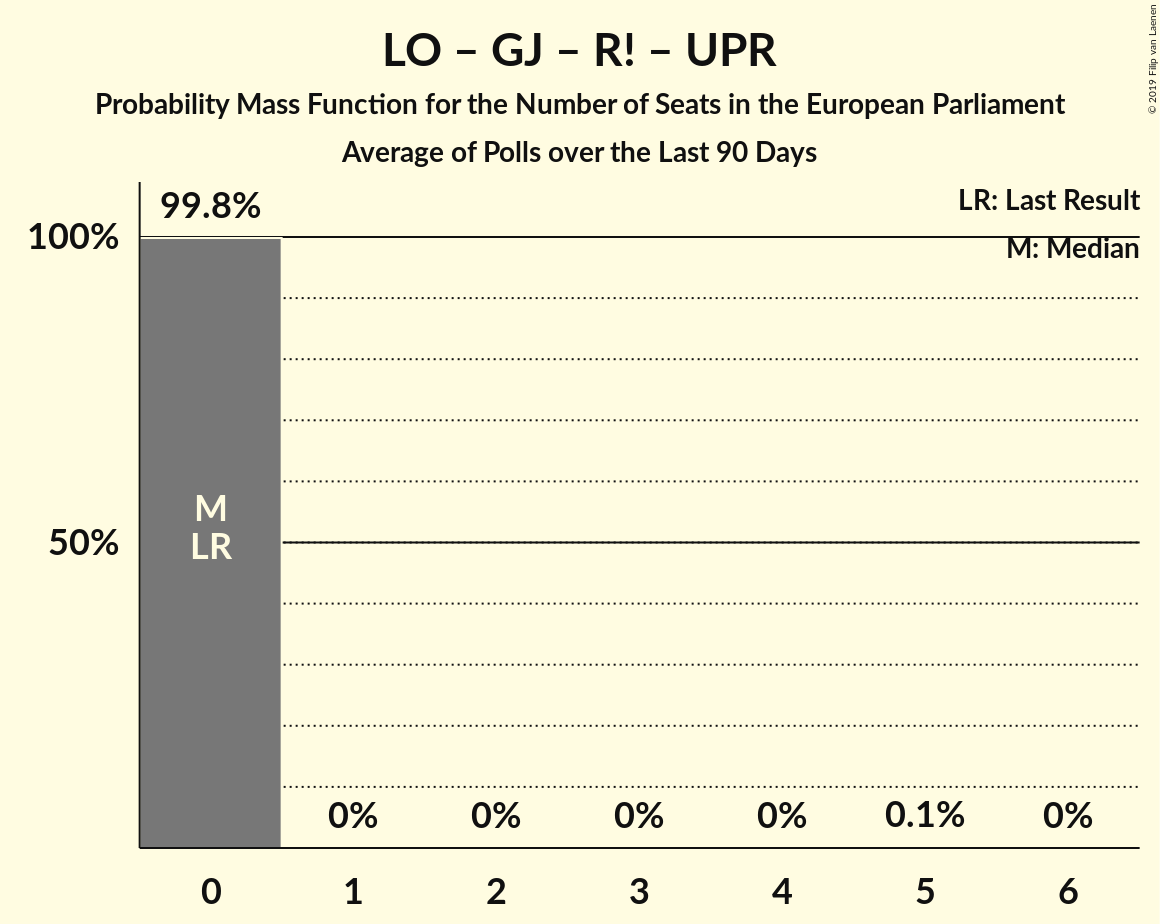 LO – GJ – R! – UPR
Probability Mass Function for the Number of Seats in the European Parliament
Average of Polls over the Last 90 Days
© 2019 Filip van Laenen
LR: Last Result
M: Median
99.8%
100%
50%
M
LR
0%
0%
0%
0%
0.1%
0%
0
1
2
3
4
5
6